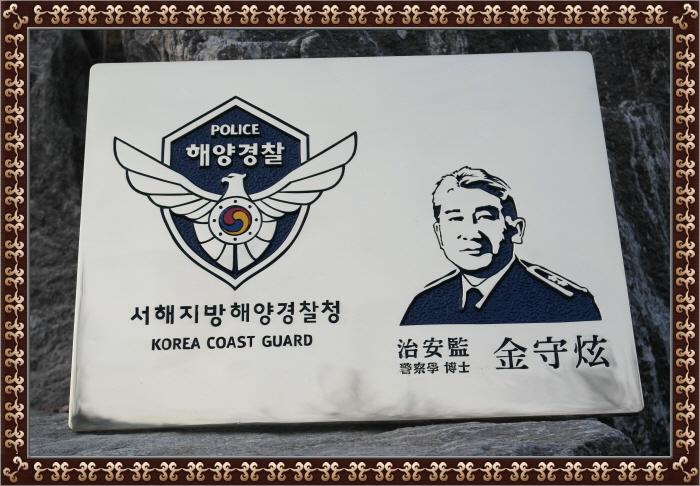 POLICE
해양경찰
서해지방해양경찰청
KOREA COAST GUARD
治安監 金守炫
警察學 博士